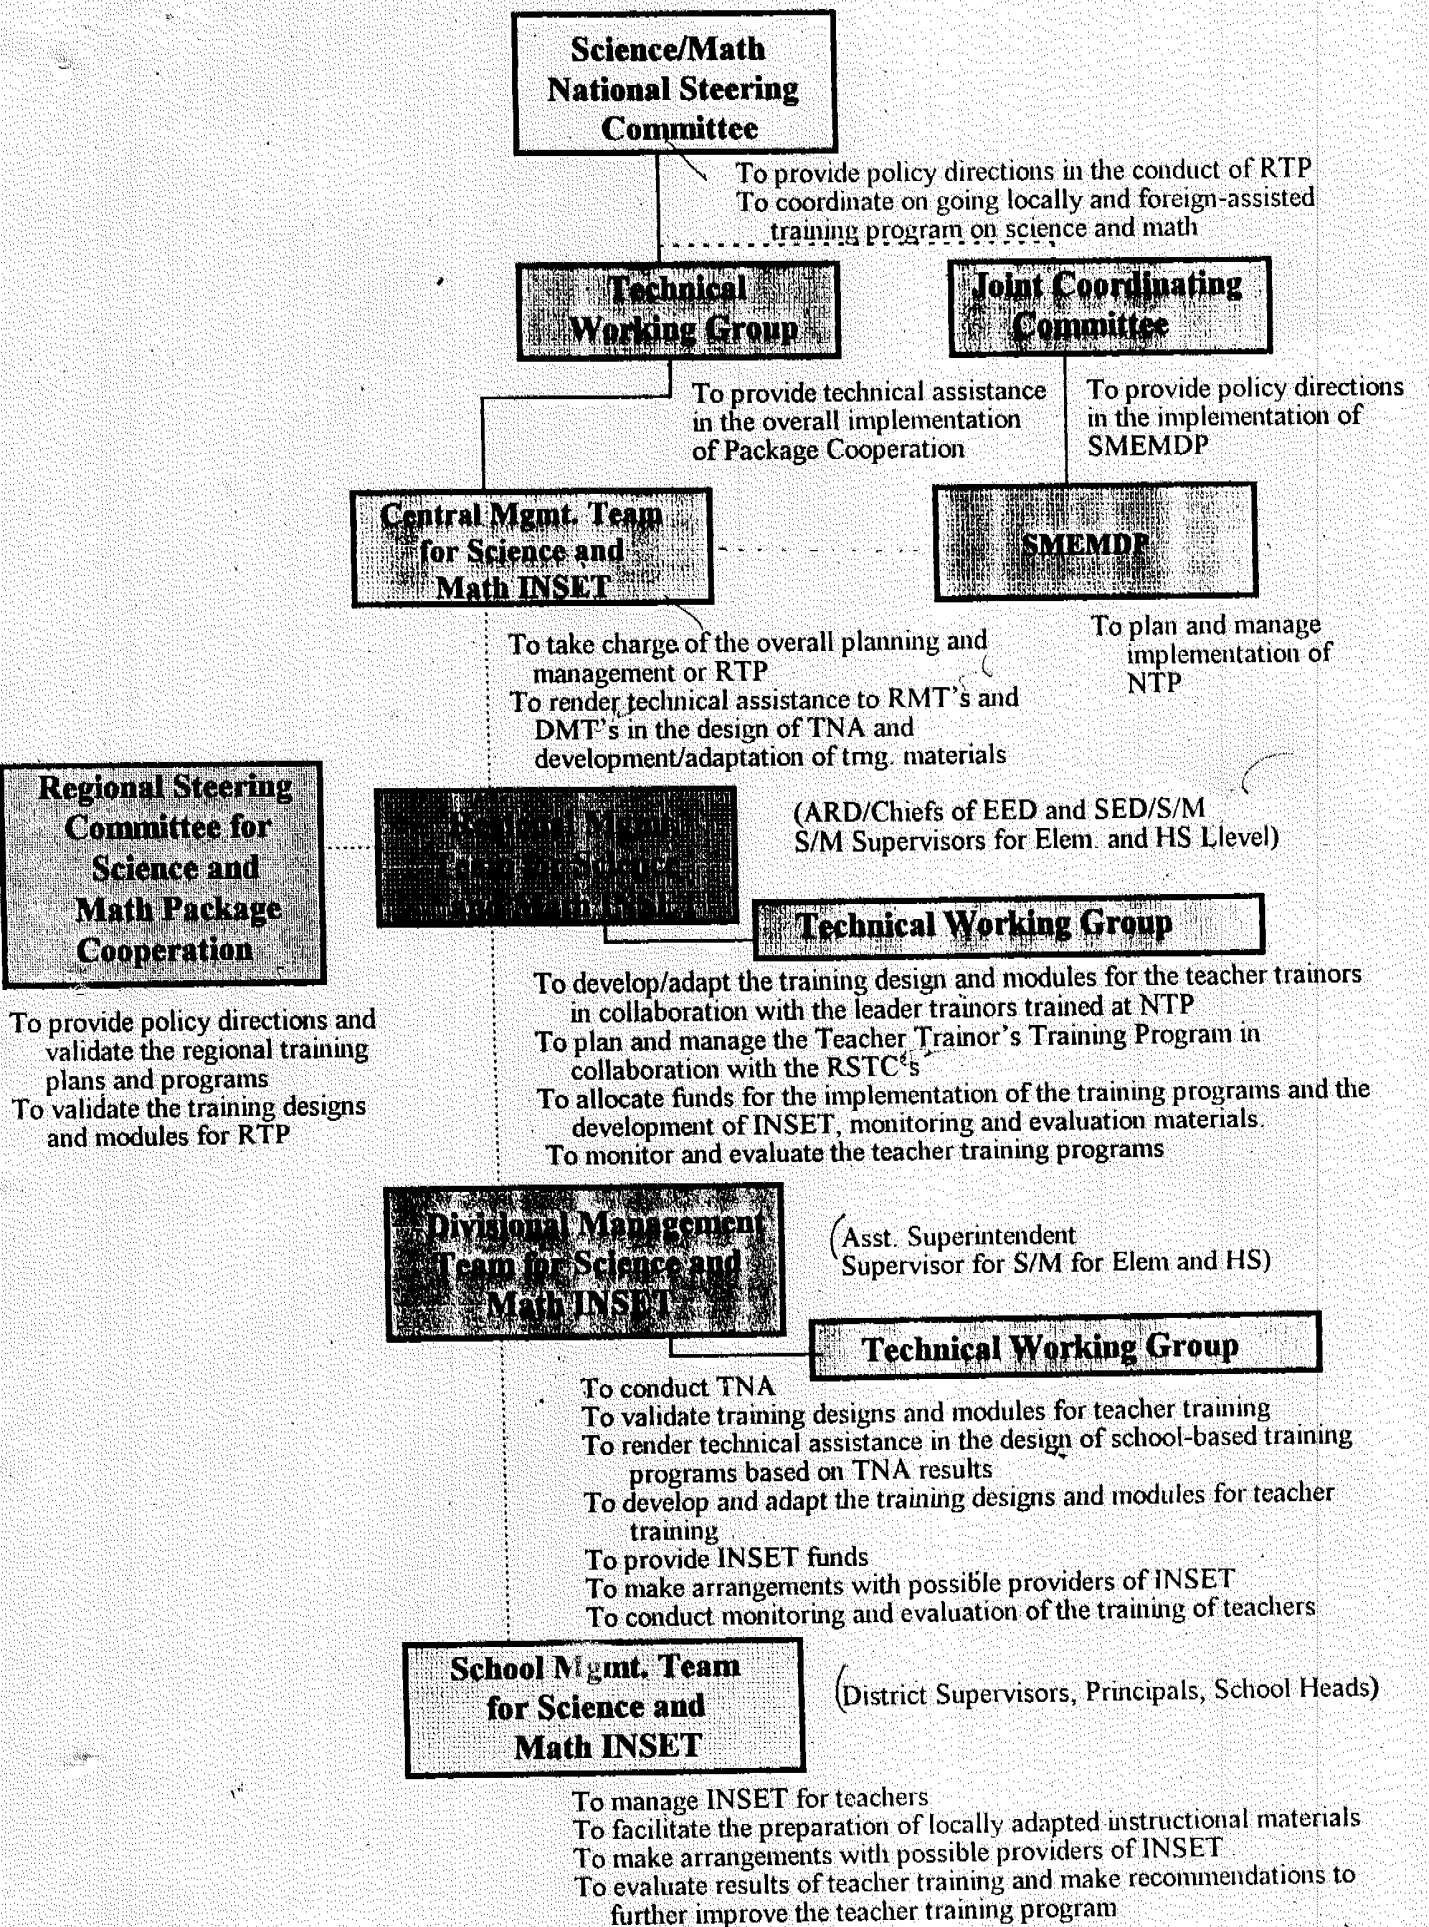 Science/Math
National Steering
Committee
To provide policy directions in the conduct of RTP
To coordinate on going locally and foreign-assisted
training program on science and math
Technical
Working Group
Joint Coordinating
Committee
To provide technical assistance
in the overall implementation
of Package Cooperation
To provide policy directions
in the implementation of
SMEMDP
Central Mgmt. Team
for Science and
Math INSET
SMEMDP
To take charge of the overall planning and
management or RTP
To render technical assistance to RMT's and
DMT's in the design of TNA and
development/adaptation of trng. materials
To plan and manage
implementation of
NTP
Regional Steering
Committee for
Science and
Math Package
Cooperation
Regional Mgmt.
Team for Science
and Math
(ARD/Chiefs of EED and SED/S/M
S/M Supervisors for Elem. and HS Llevel)
Technical Working Group
To provide policy directions and
validate the regional training
plans and programs
To validate the training designs
and modules for RTP
To develop/adapt the training design and modules for the teacher trainors
in collaboration with the leader trainors trained at NTP
To plan and manage the Teacher Trainor's Training Program in
collaboration with the RSTC's
To allocate funds for the implementation of the training programs and the
development of INSET, monitoring and evaluation materials.
To monitor and evaluate the teacher training programs
Divisional Management
Team for Science and
Math INSET
(Asst. Superintendent
Supervisor for S/M for Elem and HS)
Technical Working Group
To conduct TNA
To validate training designs and modules for teacher training
To render technical assistance in the design of school-based training
programs based on TNA results
To develop and adapt the training designs and modules for teacher
training
To provide INSET funds
To make arrangements with possible providers of INSET
To conduct monitoring and evaluation of the training of teachers
School Mgmt. Team
for Science and
Math INSET
(District Supervisors, Principals, School Heads)
To manage INSET for teachers
To facilitate the preparation of locally adapted instructional materials
To make arrangements with possible providers of INSET
To evaluate results of teacher training and make recommendations to
further improve the teacher training program